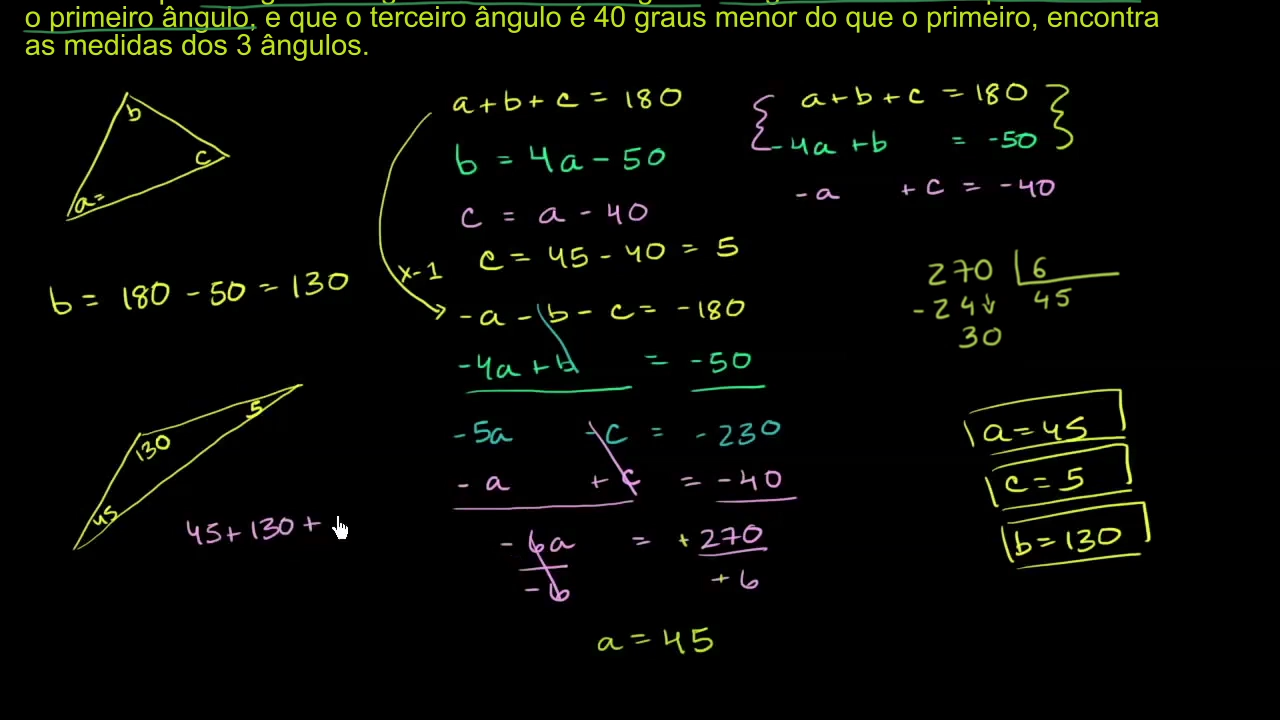 o primeiro ângulo, e que o terceiro ângulo é 40 graus menor do que o primeiro, encontra
as medidas dos 3 ângulos.
b
c
a=
a+b+c=180
b = 4a-50
c = a-40
c = 45-40 = 5
x-1
-a-b-c=-180
-4a+b = -50
-5a -c = -230
-a +c = -40
-6a = +270
-6 +6
a=45
a+b+c=180
-4a+b = -50
-a +c = -40
270 6
-24 45
30
b = 180-50=130
130
5
45
45+130+
a=45
c=5
b=130